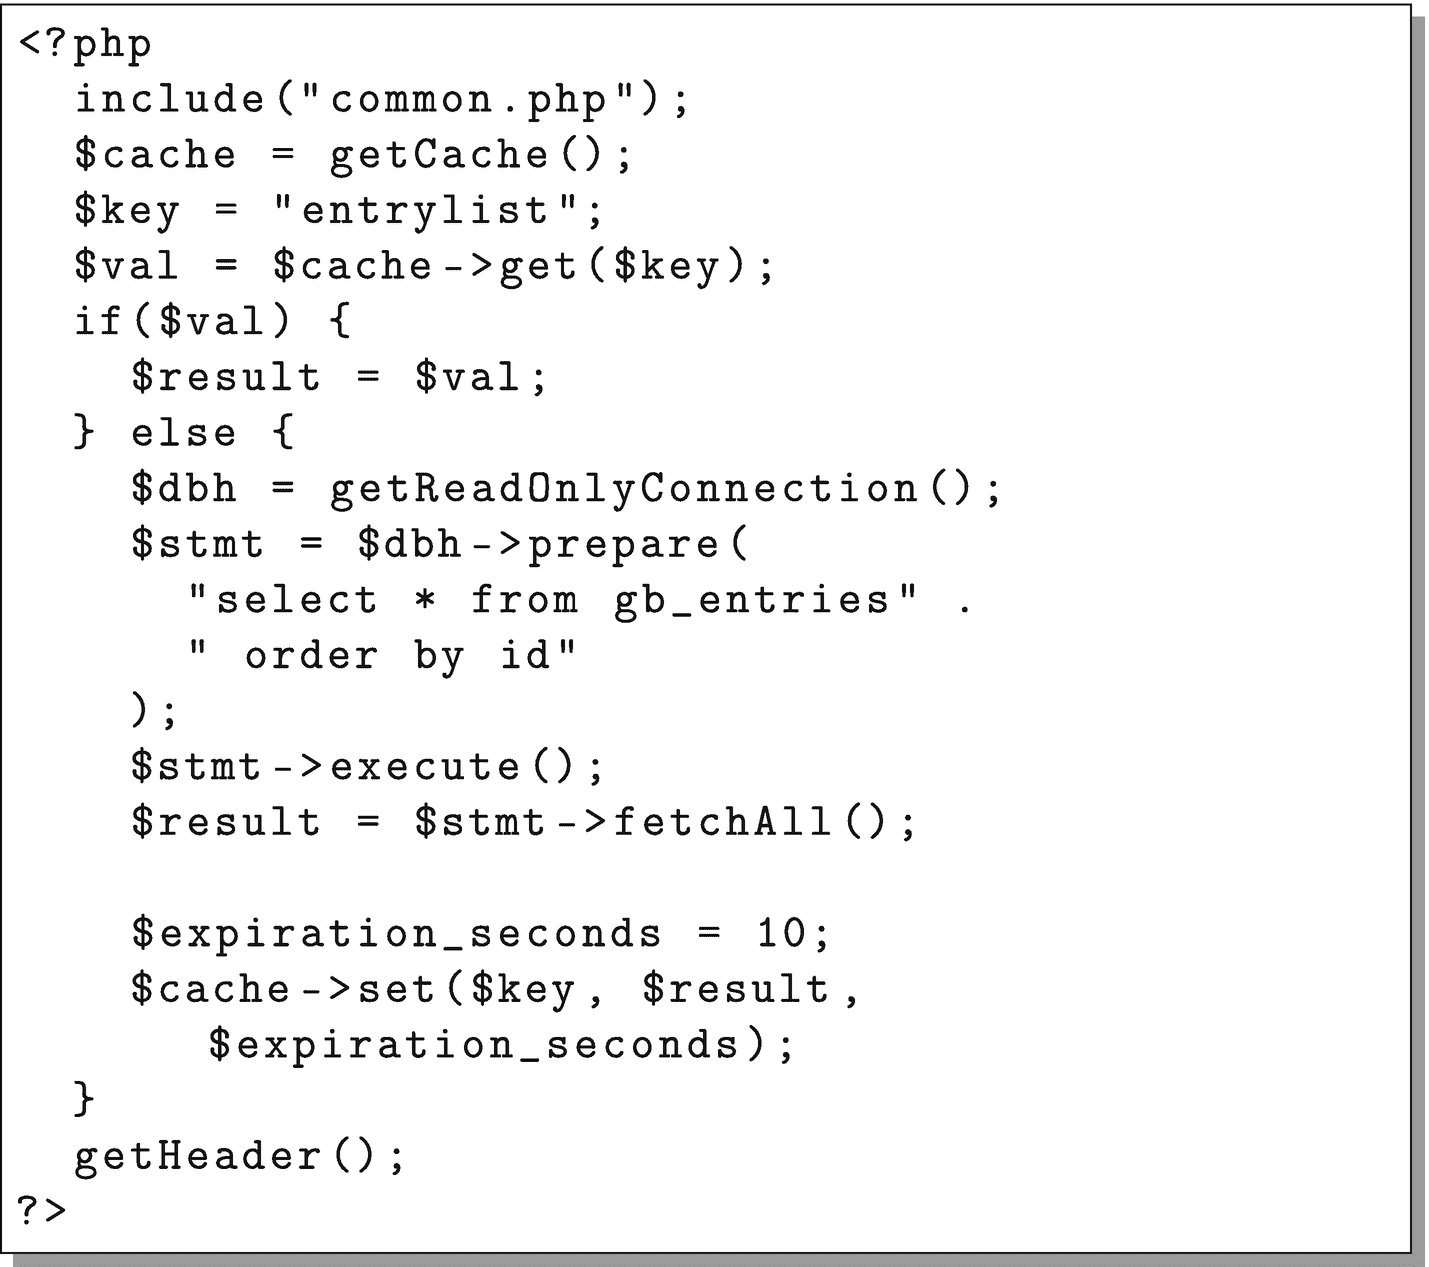 <?php
  include("common.php");
  $cache = getCache();
  $key = "entrylist";
  $val = $cache->get($key);
  if($val) {
    $result = $val;
  } else {
    $dbh = getReadOnlyConnection();
    $stmt = $dbh->prepare(
      "select * from gb_entries" .
      " order by id"
    );
    $stmt->execute();
    $result = $stmt->fetchAll();

    $expiration_seconds = 10;
    $cache->set($key, $result,
       $expiration_seconds);
  }
  getHeader();
?>